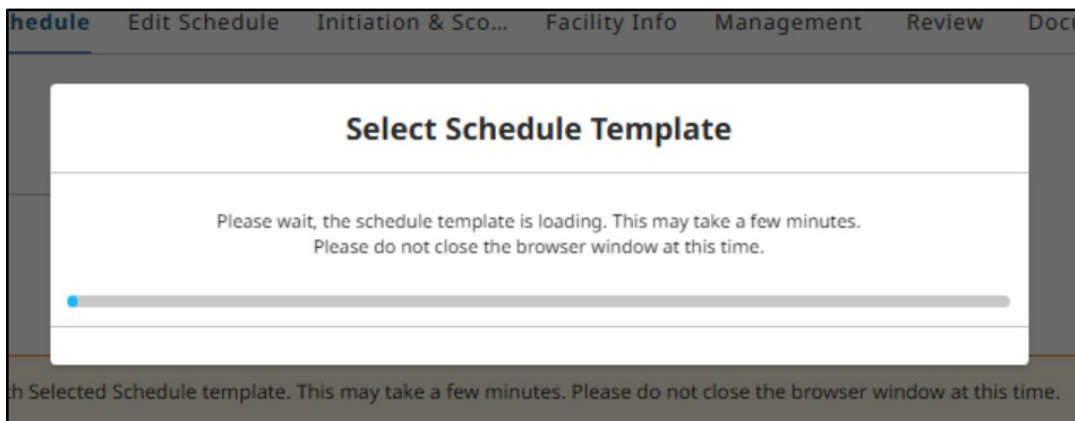 hedule Edit Schedule Initiation & Sco... Facility Info Management Review Docu
Select Schedule Template
Please wait, the schedule template is loading. This may take a few minutes.
Please do not close the browser window at this time.
h Selected Schedule template. This may take a few minutes. Please do not close the browser window at this time.